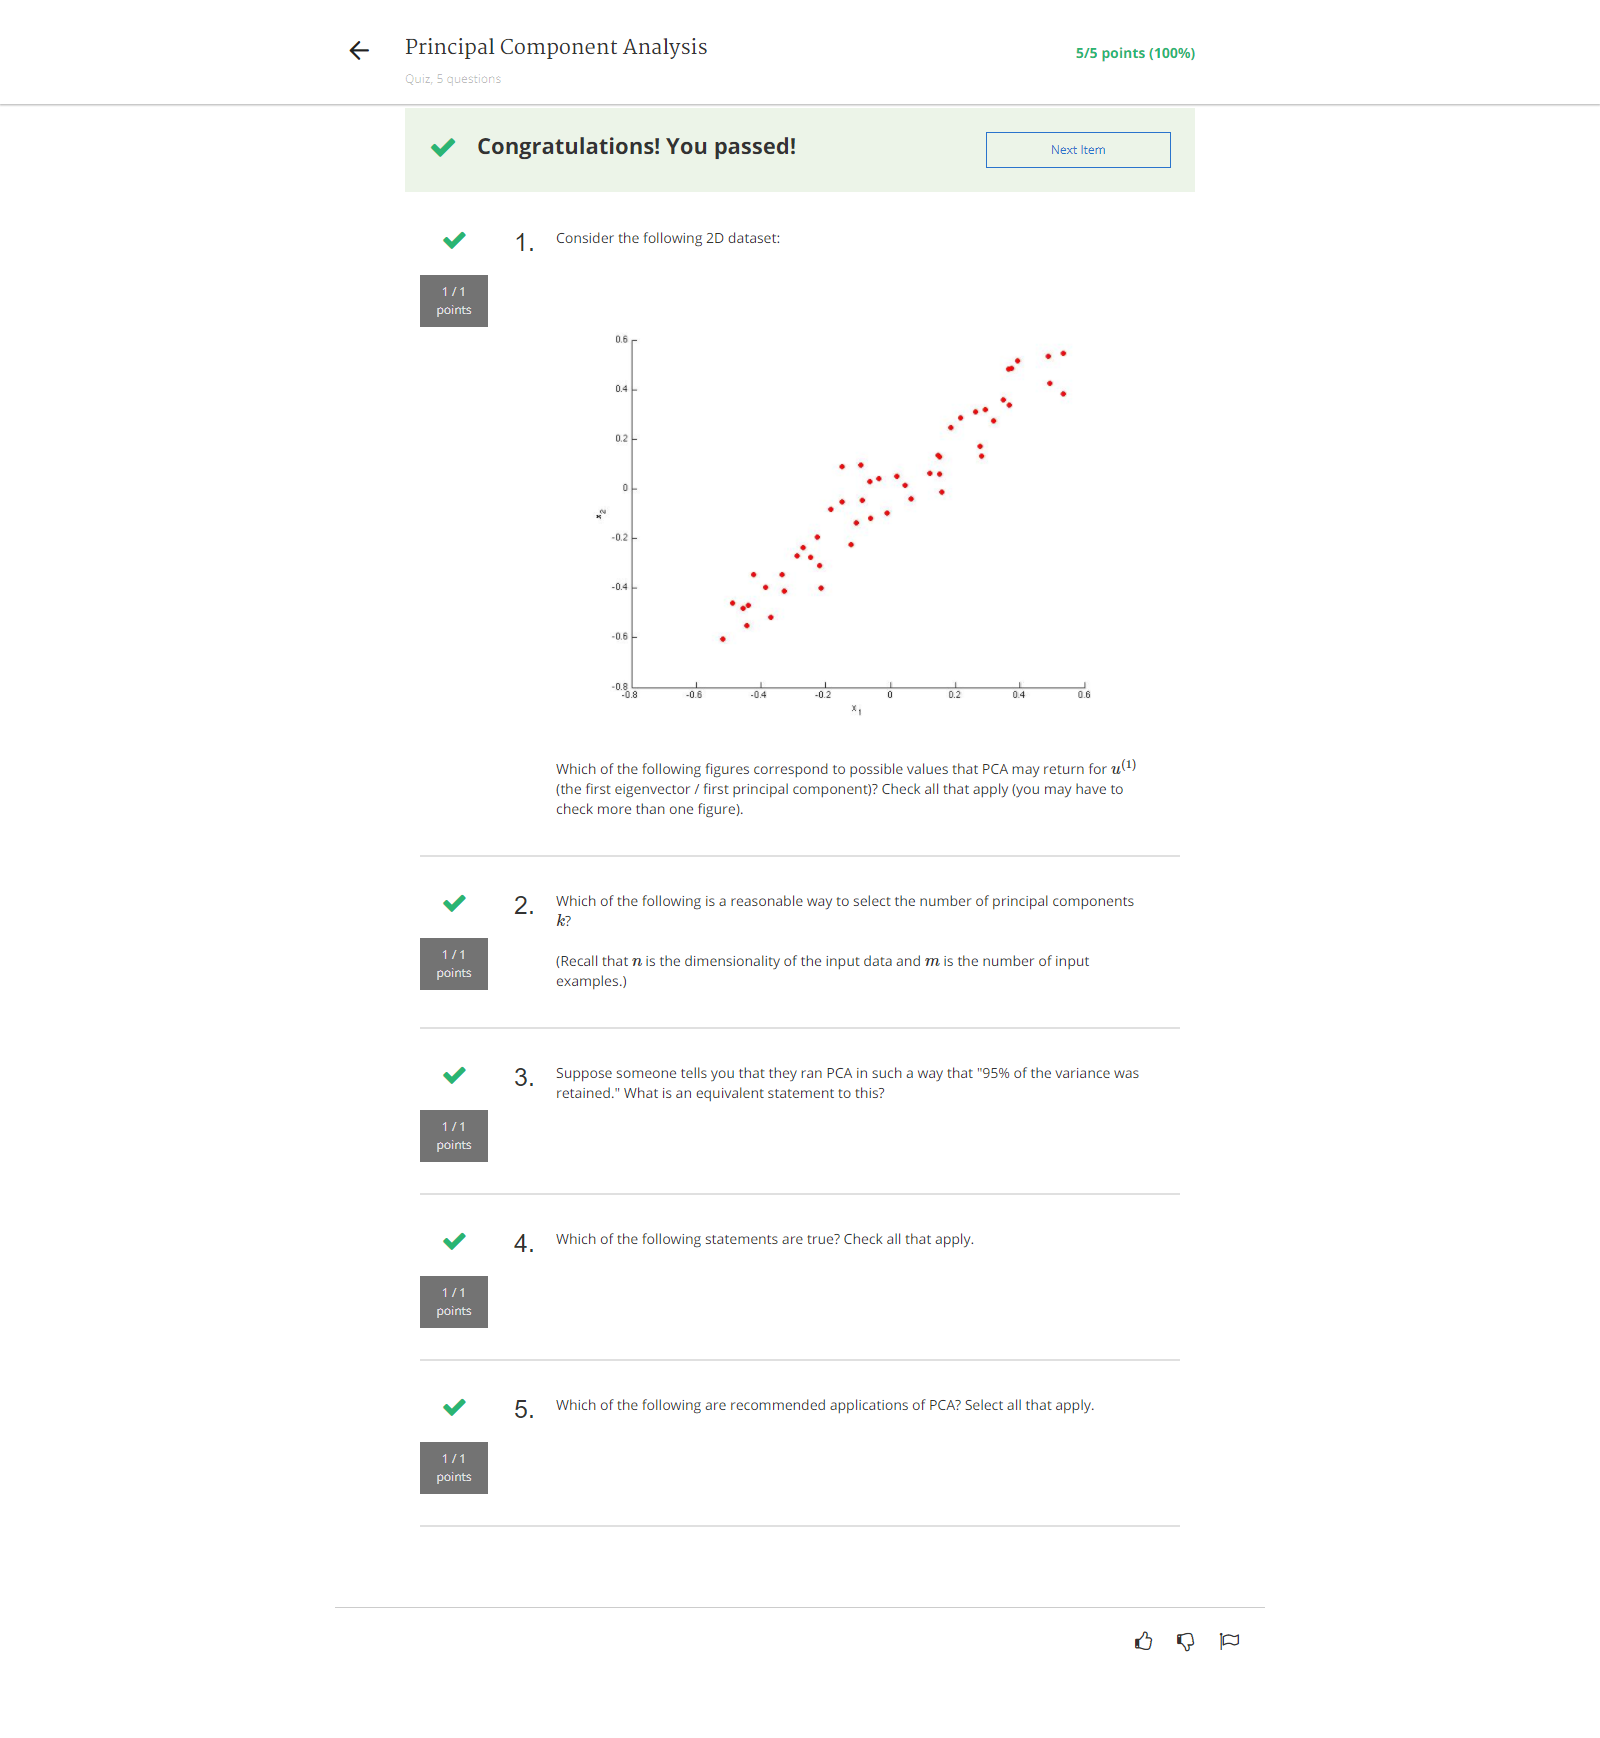 Principal Component Analysis
5/5 points (100%)
Quiz, 5 questions
Congratulations! You passed!
Next Item
1.
Consider the following 2D dataset:
1 / 1
points
0.6
0.4
0.2
0
-0.2
-0.4
-0.6
-0.8
x2
-0.8 -0.6 -0.4 -0.2 0 0.2 0.4 0.6
x1
Which of the following figures correspond to possible values that PCA may return for u(1)
(the first eigenvector / first principal component)? Check all that apply (you may have to
check more than one figure).
2.
Which of the following is a reasonable way to select the number of principal components
k?
1 / 1
points
(Recall that n is the dimensionality of the input data and m is the number of input
examples.)
3.
Suppose someone tells you that they ran PCA in such a way that "95% of the variance was
retained." What is an equivalent statement to this?
1 / 1
points
4.
Which of the following statements are true? Check all that apply.
1 / 1
points
5.
Which of the following are recommended applications of PCA? Select all that apply.
1 / 1
points